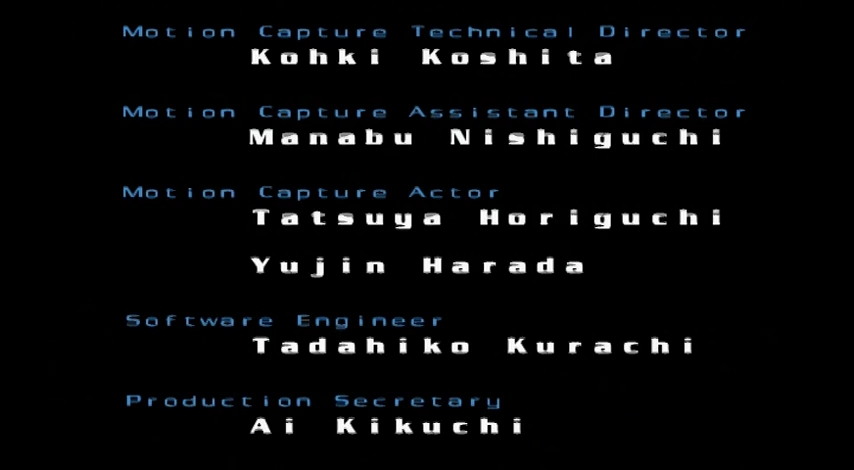 Motion Capture Technical Director
Kohki Koshita
Motion Capture Assistant Director
Manabu Nishiguchi
Motion Capture Actor
Tatsuya Horiguchi
Yujin Harada
Software Engineer
Tadahiko Kurachi
Production Secretary
Ai Kikuchi